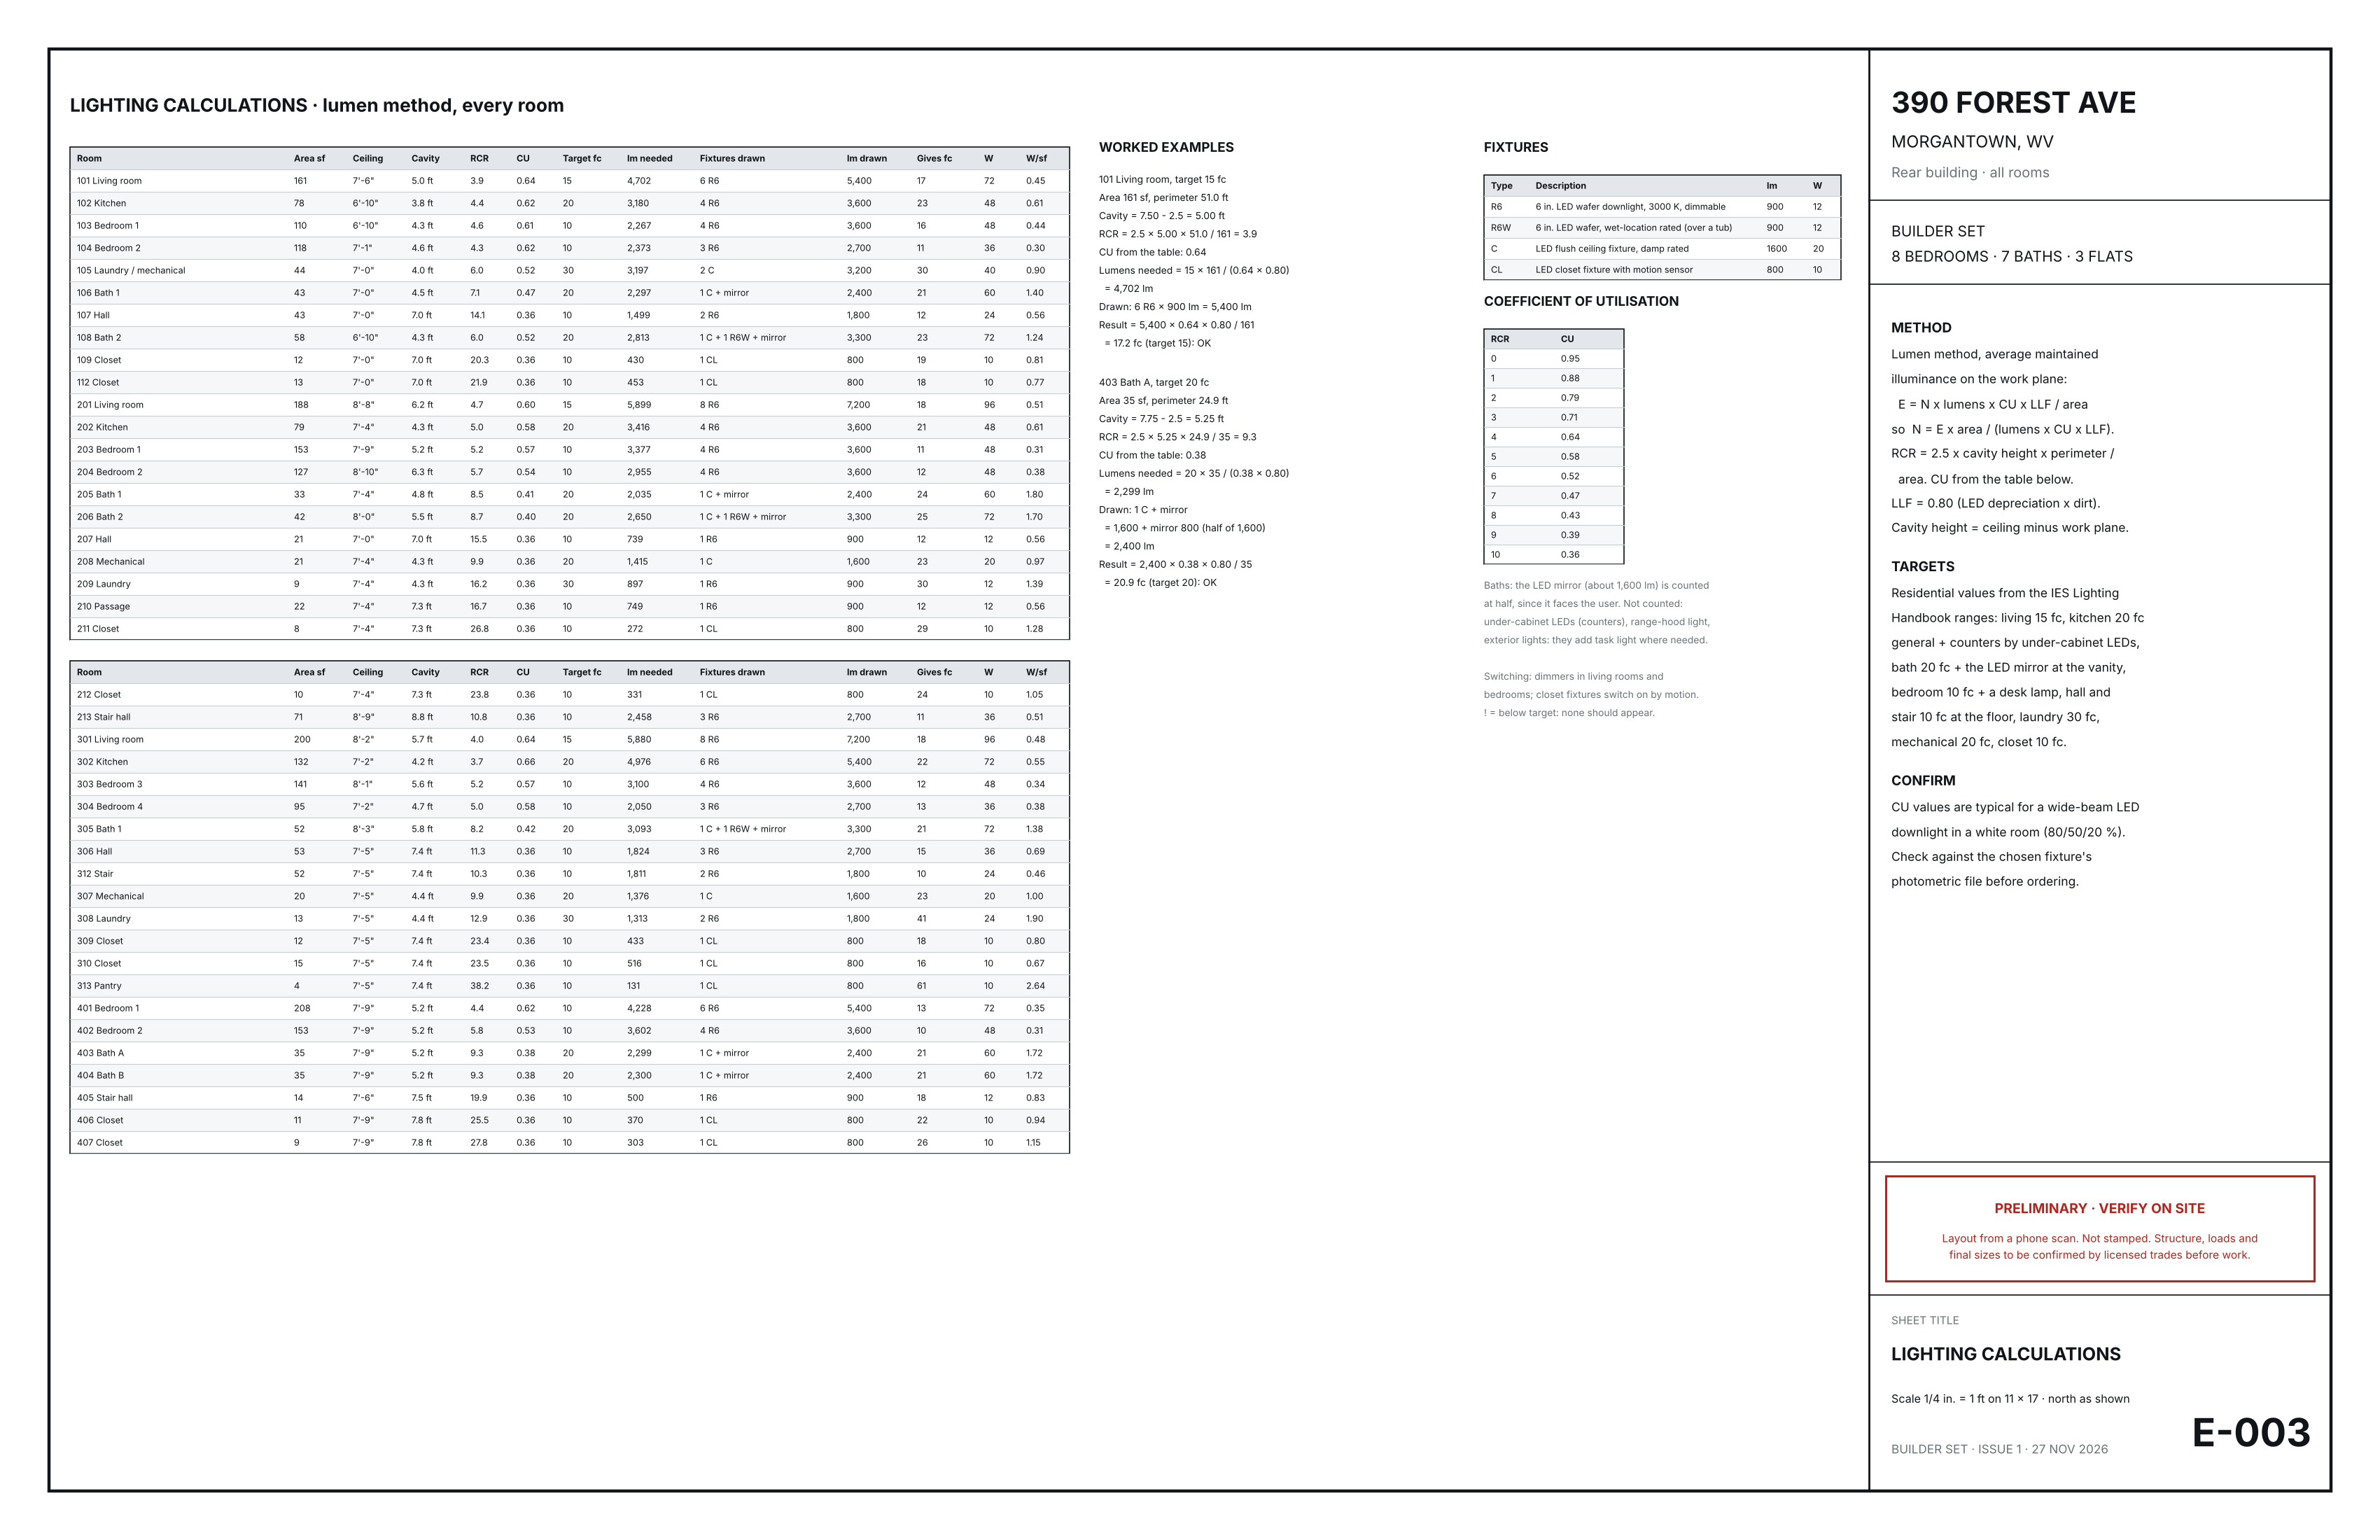 LIGHTING CALCULATIONS · lumen method, every room
Room Area sf Ceiling Cavity RCR CU Target fc lm needed Fixtures drawn lm drawn Gives fc W W/sf
101 Living room 161 7'-6" 5.0 ft 3.9 0.64 15 4,702 6 R6 5,400 17 72 0.45
102 Kitchen 78 6'-10" 3.8 ft 4.4 0.62 20 3,180 4 R6 3,600 23 48 0.61
103 Bedroom 1 110 6'-10" 4.3 ft 4.6 0.61 10 2,267 4 R6 3,600 16 48 0.44
104 Bedroom 2 118 7'-1" 4.6 ft 4.3 0.62 10 2,373 3 R6 2,700 11 36 0.30
105 Laundry / mechanical 44 7'-0" 4.0 ft 6.0 0.52 30 3,197 2 C 3,200 30 40 0.90
106 Bath 1 43 7'-0" 4.5 ft 7.1 0.47 20 2,297 1 C + mirror 2,400 21 60 1.40
107 Hall 43 7'-0" 7.0 ft 14.1 0.36 10 1,499 2 R6 1,800 12 24 0.56
108 Bath 2 58 6'-10" 4.3 ft 6.0 0.52 20 2,813 1 C + 1 R6W + mirror 3,300 23 72 1.24
109 Closet 12 7'-0" 7.0 ft 20.3 0.36 10 430 1 CL 800 19 10 0.81
112 Closet 13 7'-0" 7.0 ft 21.9 0.36 10 453 1 CL 800 18 10 0.77
201 Living room 188 8'-8" 6.2 ft 4.7 0.60 15 5,899 8 R6 7,200 18 96 0.51
202 Kitchen 79 7'-4" 4.3 ft 5.0 0.58 20 3,416 4 R6 3,600 21 48 0.61
203 Bedroom 1 153 7'-9" 5.2 ft 5.2 0.57 10 3,377 4 R6 3,600 11 48 0.31
204 Bedroom 2 127 8'-10" 6.3 ft 5.7 0.54 10 2,955 4 R6 3,600 12 48 0.38
205 Bath 1 33 7'-4" 4.8 ft 8.5 0.41 20 2,035 1 C + mirror 2,400 24 60 1.80
206 Bath 2 42 8'-0" 5.5 ft 8.7 0.40 20 2,650 1 C + 1 R6W + mirror 3,300 25 72 1.70
207 Hall 21 7'-0" 7.0 ft 15.5 0.36 10 739 1 R6 900 12 12 0.56
208 Mechanical 21 7'-4" 4.3 ft 9.9 0.36 20 1,415 1 C 1,600 23 20 0.97
209 Laundry 9 7'-4" 4.3 ft 16.2 0.36 30 897 1 R6 900 30 12 1.39
210 Passage 22 7'-4" 7.3 ft 16.7 0.36 10 749 1 R6 900 12 12 0.56
211 Closet 8 7'-4" 7.3 ft 26.8 0.36 10 272 1 CL 800 29 10 1.28
Room Area sf Ceiling Cavity RCR CU Target fc lm needed Fixtures drawn lm drawn Gives fc W W/sf
212 Closet 10 7'-4" 7.3 ft 23.8 0.36 10 331 1 CL 800 24 10 1.05
213 Stair hall 71 8'-9" 8.8 ft 10.8 0.36 10 2,458 3 R6 2,700 11 36 0.51
301 Living room 200 8'-2" 5.7 ft 4.0 0.64 15 5,880 8 R6 7,200 18 96 0.48
302 Kitchen 132 7'-2" 4.2 ft 3.7 0.66 20 4,976 6 R6 5,400 22 72 0.55
303 Bedroom 3 141 8'-1" 5.6 ft 5.2 0.57 10 3,100 4 R6 3,600 12 48 0.34
304 Bedroom 4 95 7'-2" 4.7 ft 5.0 0.58 10 2,050 3 R6 2,700 13 36 0.38
305 Bath 1 52 8'-3" 5.8 ft 8.2 0.42 20 3,093 1 C + 1 R6W + mirror 3,300 21 72 1.38
306 Hall 53 7'-5" 7.4 ft 11.3 0.36 10 1,824 3 R6 2,700 15 36 0.69
312 Stair 52 7'-5" 7.4 ft 10.3 0.36 10 1,811 2 R6 1,800 10 24 0.46
307 Mechanical 20 7'-5" 4.4 ft 9.9 0.36 20 1,376 1 C 1,600 23 20 1.00
308 Laundry 13 7'-5" 4.4 ft 12.9 0.36 30 1,313 2 R6 1,800 41 24 1.90
309 Closet 12 7'-5" 7.4 ft 23.4 0.36 10 433 1 CL 800 18 10 0.80
310 Closet 15 7'-5" 7.4 ft 23.5 0.36 10 516 1 CL 800 16 10 0.67
313 Pantry 4 7'-5" 7.4 ft 38.2 0.36 10 131 1 CL 800 61 10 2.64
401 Bedroom 1 208 7'-9" 5.2 ft 4.4 0.62 10 4,228 6 R6 5,400 13 72 0.35
402 Bedroom 2 153 7'-9" 5.2 ft 5.8 0.53 10 3,602 4 R6 3,600 10 48 0.31
403 Bath A 35 7'-9" 5.2 ft 9.3 0.38 20 2,299 1 C + mirror 2,400 21 60 1.72
404 Bath B 35 7'-9" 5.2 ft 9.3 0.38 20 2,300 1 C + mirror 2,400 21 60 1.72
405 Stair hall 14 7'-6" 7.5 ft 19.9 0.36 10 500 1 R6 900 18 12 0.83
406 Closet 11 7'-9" 7.8 ft 25.5 0.36 10 370 1 CL 800 22 10 0.94
407 Closet 9 7'-9" 7.8 ft 27.8 0.36 10 303 1 CL 800 26 10 1.15
WORKED EXAMPLES
101 Living room, target 15 fc
Area 161 sf, perimeter 51.0 ft
Cavity = 7.50 - 2.5 = 5.00 ft
RCR = 2.5 × 5.00 × 51.0 / 161 = 3.9
CU from the table: 0.64
Lumens needed = 15 × 161 / (0.64 × 0.80)
= 4,702 lm
Drawn: 6 R6 × 900 lm = 5,400 lm
Result = 5,400 × 0.64 × 0.80 / 161
= 17.2 fc (target 15): OK
403 Bath A, target 20 fc
Area 35 sf, perimeter 24.9 ft
Cavity = 7.75 - 2.5 = 5.25 ft
RCR = 2.5 × 5.25 × 24.9 / 35 = 9.3
CU from the table: 0.38
Lumens needed = 20 × 35 / (0.38 × 0.80)
= 2,299 lm
Drawn: 1 C + mirror
= 1,600 + mirror 800 (half of 1,600)
= 2,400 lm
Result = 2,400 × 0.38 × 0.80 / 35
= 20.9 fc (target 20): OK
FIXTURES
Type Description lm W
R6 6 in. LED wafer downlight, 3000 K, dimmable 900 12
R6W 6 in. LED wafer, wet-location rated (over a tub) 900 12
C LED flush ceiling fixture, damp rated 1600 20
CL LED closet fixture with motion sensor 800 10
COEFFICIENT OF UTILISATION
RCR CU
0 0.95
1 0.88
2 0.79
3 0.71
4 0.64
5 0.58
6 0.52
7 0.47
8 0.43
9 0.39
10 0.36
Baths: the LED mirror (about 1,600 lm) is counted
at half, since it faces the user. Not counted:
under-cabinet LEDs (counters), range-hood light,
exterior lights: they add task light where needed.
Switching: dimmers in living rooms and
bedrooms; closet fixtures switch on by motion.
! = below target: none should appear.
390 FOREST AVE
MORGANTOWN, WV
Rear building · all rooms
BUILDER SET
8 BEDROOMS · 7 BATHS · 3 FLATS
METHOD
Lumen method, average maintained
illuminance on the work plane:
E = N x lumens x CU x LLF / area
so N = E x area / (lumens x CU x LLF).
RCR = 2.5 x cavity height x perimeter /
area. CU from the table below.
LLF = 0.80 (LED depreciation x dirt).
Cavity height = ceiling minus work plane.
TARGETS
Residential values from the IES Lighting
Handbook ranges: living 15 fc, kitchen 20 fc
general + counters by under-cabinet LEDs,
bath 20 fc + the LED mirror at the vanity,
bedroom 10 fc + a desk lamp, hall and
stair 10 fc at the floor, laundry 30 fc,
mechanical 20 fc, closet 10 fc.
CONFIRM
CU values are typical for a wide-beam LED
downlight in a white room (80/50/20 %).
Check against the chosen fixture's
photometric file before ordering.
PRELIMINARY · VERIFY ON SITE
Layout from a phone scan. Not stamped. Structure, loads and
final sizes to be confirmed by licensed trades before work.
SHEET TITLE
LIGHTING CALCULATIONS
Scale 1/4 in. = 1 ft on 11 × 17 · north as shown
BUILDER SET · ISSUE 1 · 27 NOV 2026
E-003